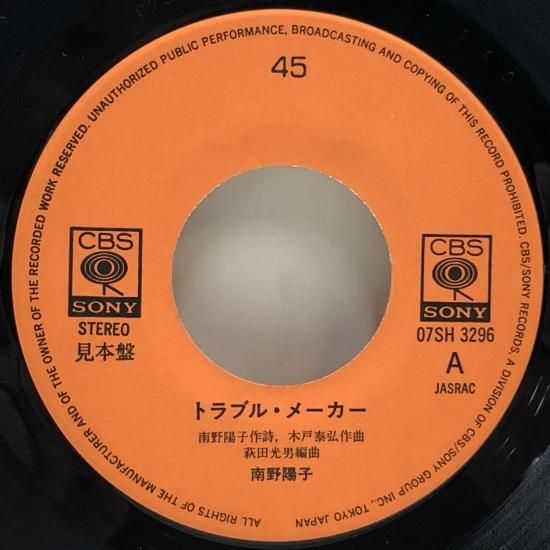 45
ALL RIGHTS OF THE MANUFACTURER AND OF THE OWNER OF THE RECORDED WORK RESERVED. UNAUTHORIZED PUBLIC PERFORMANCE, BROADCASTING AND COPYING OF THIS RECORD PROHIBITED. CBS/SONY RECORDS, A DIVISION OF CBS/SONY GROUP INC., TOKYO JAPAN
CBS
SONY
STEREO
見本盤
CBS
SONY
07SH 3296
A
JASRAC
トラブル・メーカー
南野陽子作詩, 木戸泰弘作曲
萩田光男編曲
南野陽子